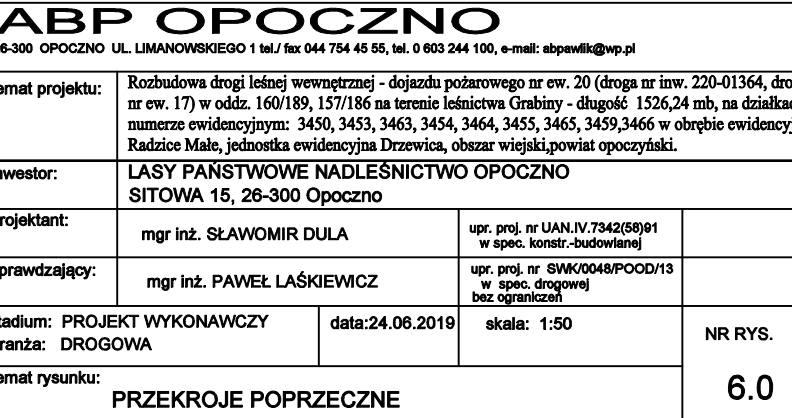 ABP OPOCZNO
6-300 OPOCZNO UL. LIMANOWSKIEGO 1 tel./ fax 044 754 45 55, tel. 0 603 244 100, e-mail: abpawlik@wp.pl
emat projektu: Rozbudowa drogi leśnej wewnętrznej - dojazdu pożarowego nr ew. 20 (droga nr inw. 220-01364, dro
nr ew. 17) w oddz. 160/189, 157/186 na terenie leśnictwa Grabiny - długość 1526,24 mb, na działka
numerze ewidencyjnym: 3450, 3453, 3463, 3454, 3464, 3455, 3465, 3459,3466 w obrębie ewidency
Radzice Małe, jednostka ewidencyjna Drzewica, obszar wiejski,powiat opoczyński.
nwestor: LASY PAŃSTWOWE NADLEŚNICTWO OPOCZNO
SITOWA 15, 26-300 Opoczno
rojektant: mgr inż. SŁAWOMIR DULA upr. proj. nr UAN.IV.7342(58)91
w spec. konstr.-budowlanej
prawdzający: mgr inż. PAWEŁ LAŚKIEWICZ upr. proj. nr SWK/0048/POOD/13
w spec. drogowej
bez ograniczeń
tadium: PROJEKT WYKONAWCZY data:24.06.2019 skala: 1:50
ranża: DROGOWA
NR RYS.
emat rysunku:
PRZEKROJE POPRZECZNE
6.0